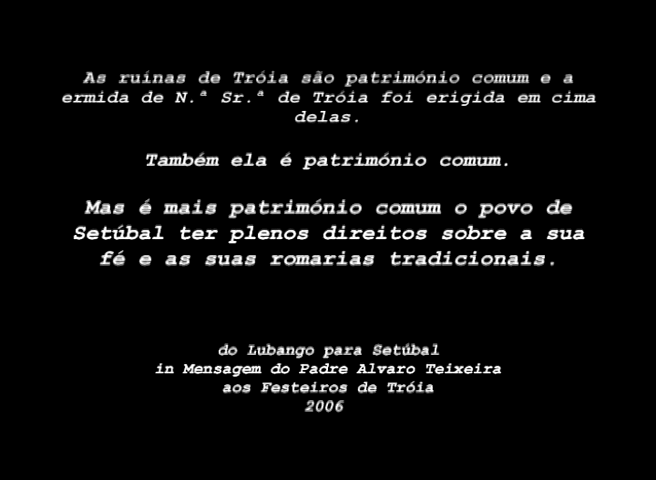 As ruínas de Tróia são património comum e a
ermida de N.ª Sr.ª de Tróia foi erigida em cima
delas.
Também ela é património comum.
Mas é mais património comum o povo de
Setúbal ter plenos direitos sobre a sua
fé e as suas romarias tradicionais.
do Lubango para Setúbal
in Mensagem do Padre Alvaro Teixeira
aos Festeiros de Tróia
2006